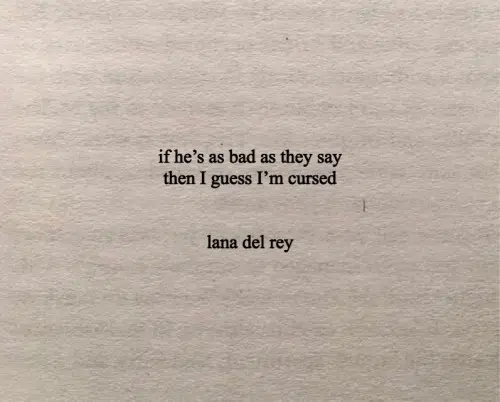 if he's as bad as they say
then I guess I'm cursed
lana del rey